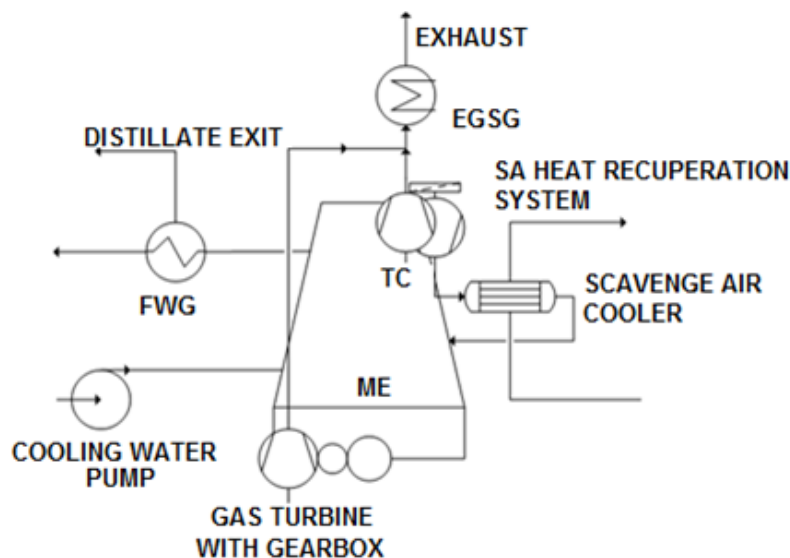 EXHAUST
EGSG
DISTILLATE EXIT
SA HEAT RECUPERATION
SYSTEM
FWG
TC
SCAVENGE AIR
COOLER
ME
COOLING WATER
PUMP
GAS TURBINE
WITH GEARBOX